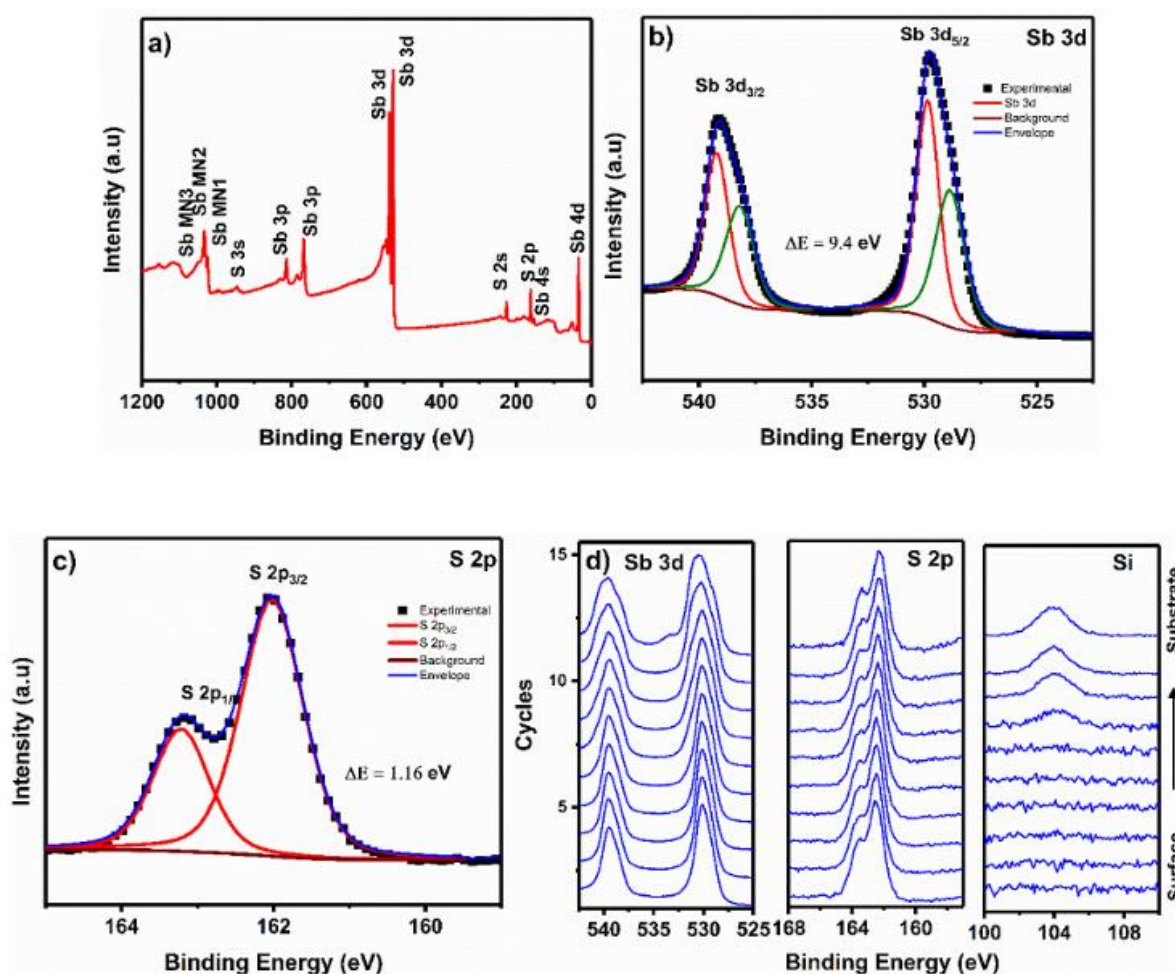 a)
Sb MN3
Sb MN2
Sb MN1
S 3s
Sb 3p
Sb 3p
Sb 3d
Sb 3d
S 2s
S 2p
Sb 4s
Sb 4d
Intensity (a.u)
1200 1000 800 600 400 200 0
Binding Energy (eV)
b)
Sb 3d5/2
Sb 3d
Sb 3d3/2
Experimental
Sb 3d
Background
Envelope
ΔE = 9.4 eV
Intensity (a.u)
540 535 530 525
Binding Energy (eV)
c)
S 2p
S 2p3/2
S 2p1/
Experimental
S 2p3/2
Background
Envelope
ΔE = 1.16 eV
Intensity (a.u)
164 162 160
Binding Energy (eV)
d)
Sb 3d
S 2p
Si
15
10
5
Cycles
540 535 530 525
168 164 160
100 104 108
Binding Energy (eV)
Substrate
Surface